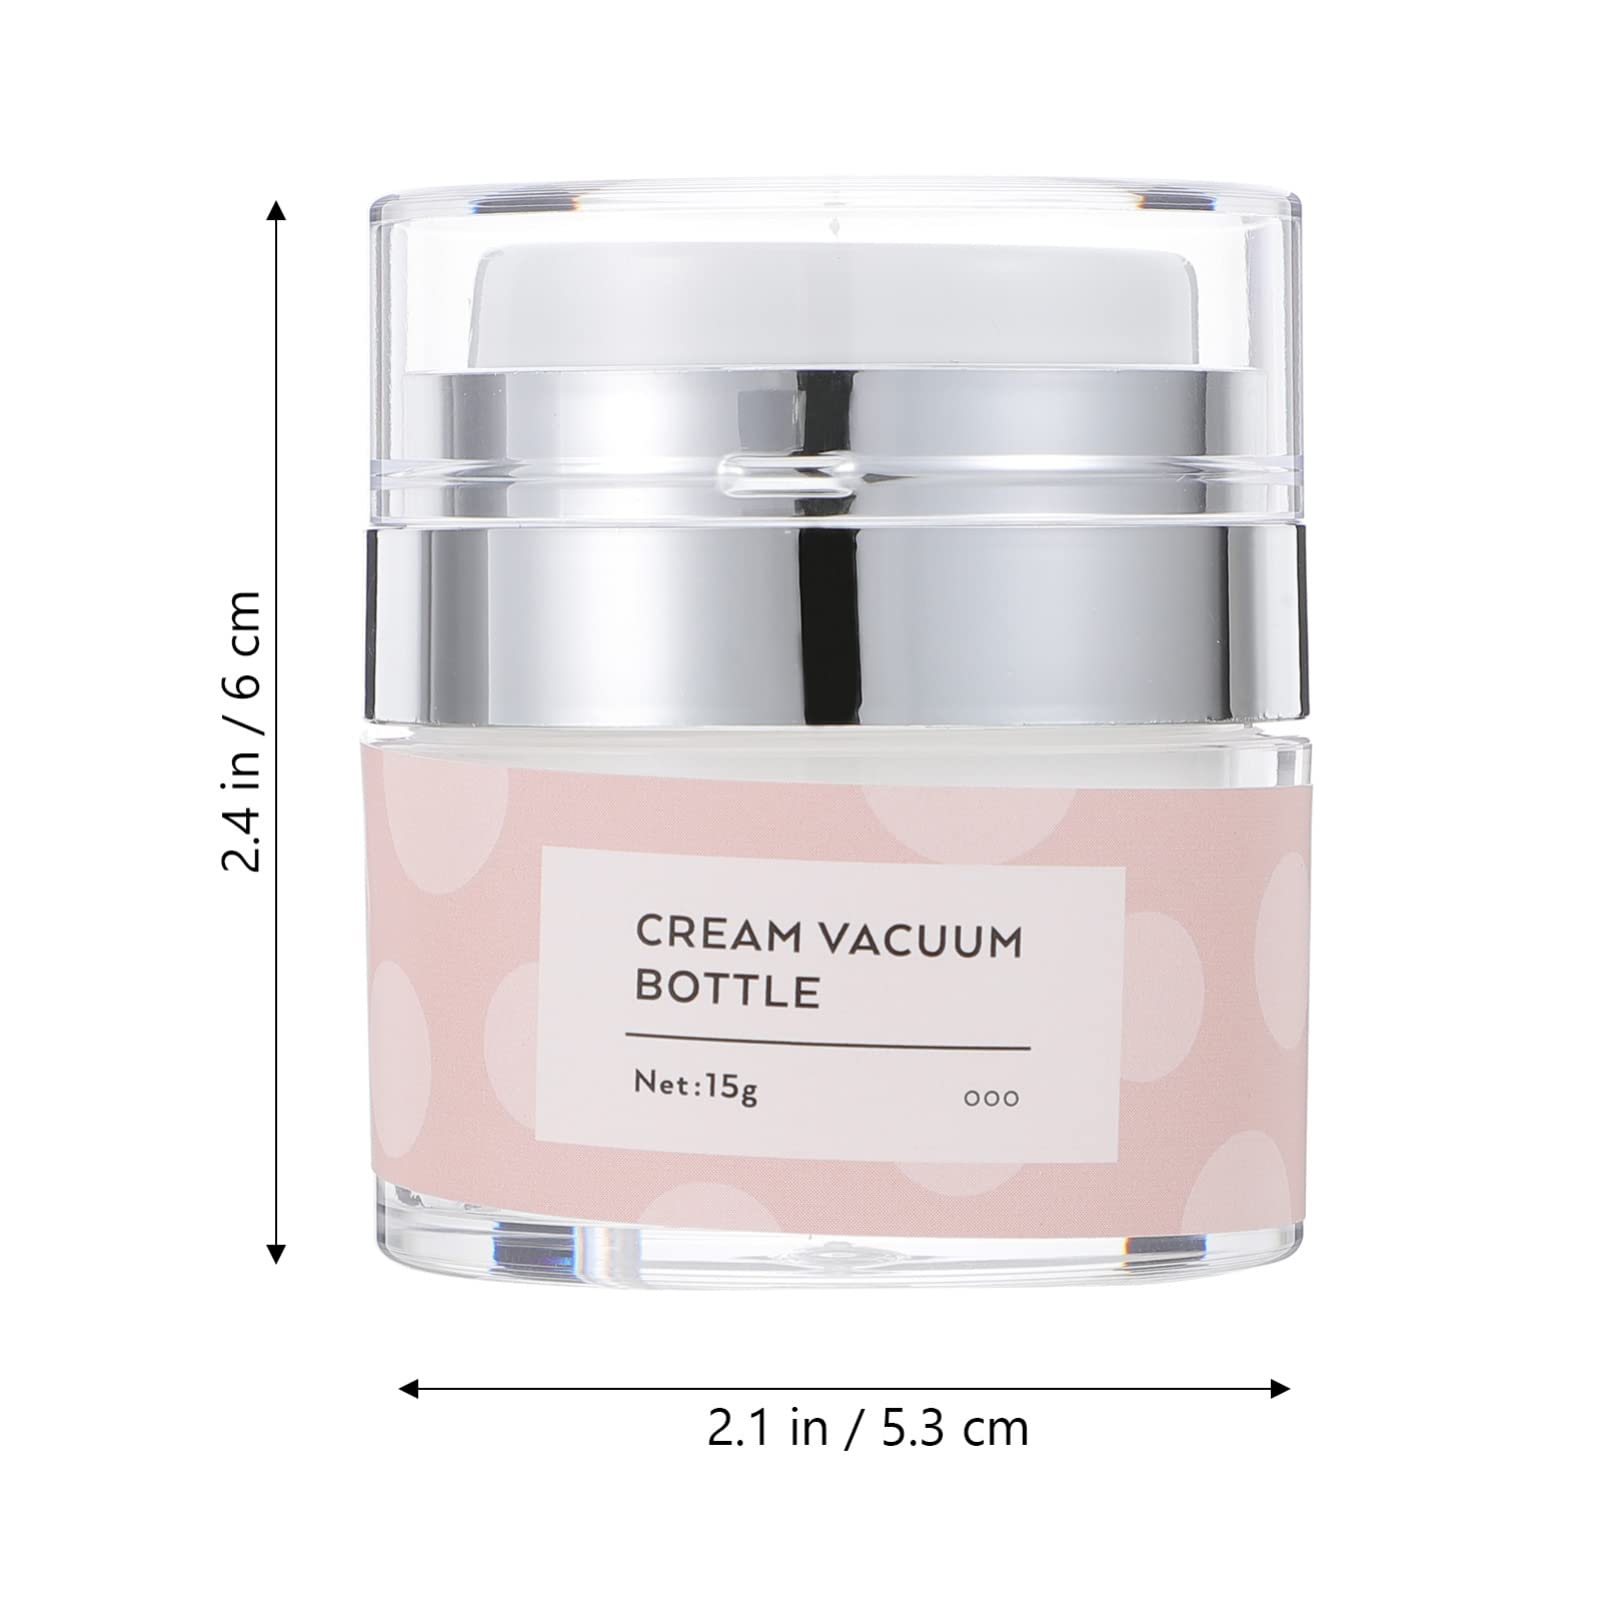 2.4 in / 6 cm
CREAM VACUUM
BOTTLE
Net:15g
ooo
2.1 in / 5.3 cm